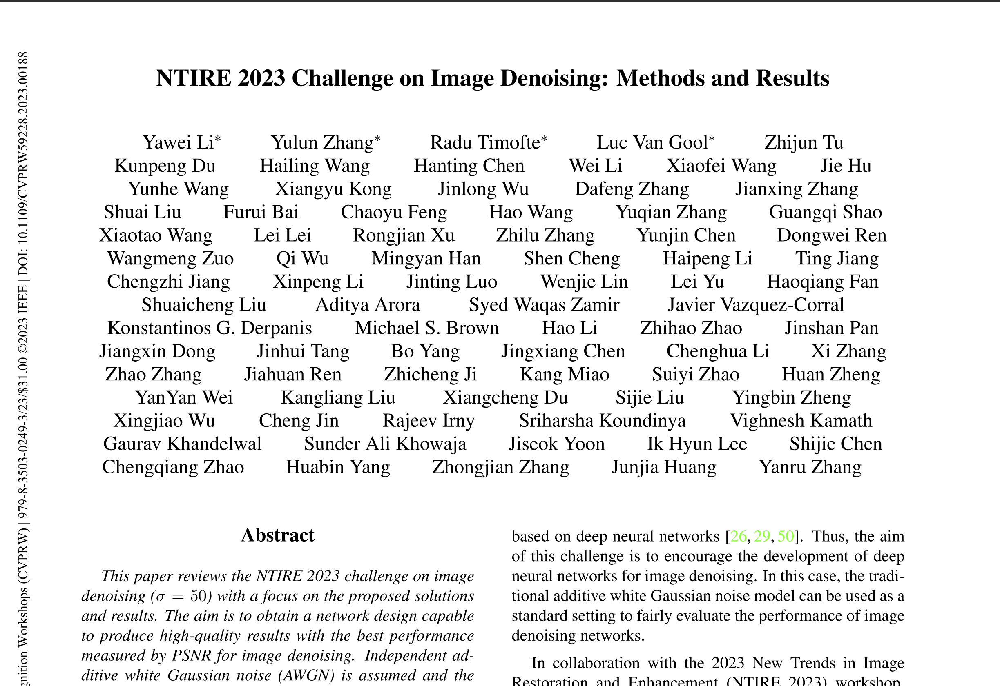 gnition Workshops (CVPRW) | 979-8-3503-0249-3/23/$31.00 ©2023 IEEE | DOI: 10.1109/CVPRW59228.2023.00188
NTIRE 2023 Challenge on Image Denoising: Methods and Results
Yawei Li* Yulun Zhang* Radu Timofte* Luc Van Gool* Zhijun Tu
Kunpeng Du Hailing Wang Hanting Chen Wei Li Xiaofei Wang Jie Hu
Yunhe Wang Xiangyu Kong Jinlong Wu Dafeng Zhang Jianxing Zhang
Shuai Liu Furui Bai Chaoyu Feng Hao Wang Yuqian Zhang Guangqi Shao
Xiaotao Wang Lei Lei Rongjian Xu Zhilu Zhang Yunjin Chen Dongwei Ren
Wangmeng Zuo Qi Wu Mingyan Han Shen Cheng Haipeng Li Ting Jiang
Chengzhi Jiang Xinpeng Li Jinting Luo Wenjie Lin Lei Yu Haoqiang Fan
Shuaicheng Liu Aditya Arora Syed Waqas Zamir Javier Vazquez-Corral
Konstantinos G. Derpanis Michael S. Brown Hao Li Zhihao Zhao Jinshan Pan
Jiangxin Dong Jinhui Tang Bo Yang Jingxiang Chen Chenghua Li Xi Zhang
Zhao Zhang Jiahuan Ren Zhicheng Ji Kang Miao Suiyi Zhao Huan Zheng
YanYan Wei Kangliang Liu Xiangcheng Du Sijie Liu Yingbin Zheng
Xingjiao Wu Cheng Jin Rajeev Irny Sriharsha Koundinya Vighnesh Kamath
Gaurav Khandelwal Sunder Ali Khowaja Jiseok Yoon Ik Hyun Lee Shijie Chen
Chengqiang Zhao Huabin Yang Zhongjian Zhang Junjia Huang Yanru Zhang
Abstract
This paper reviews the NTIRE 2023 challenge on image
denoising (σ = 50) with a focus on the proposed solutions
and results. The aim is to obtain a network design capable
to produce high-quality results with the best performance
measured by PSNR for image denoising. Independent ad-
ditive white Gaussian noise (AWGN) is assumed and the
based on deep neural networks [26, 29, 50]. Thus, the aim
of this challenge is to encourage the development of deep
neural networks for image denoising. In this case, the tradi-
tional additive white Gaussian noise model can be used as a
standard setting to fairly evaluate the performance of image
denoising networks.
In collaboration with the 2023 New Trends in Image
Restoration and Enhancement (NTIRE 2023) workshop,